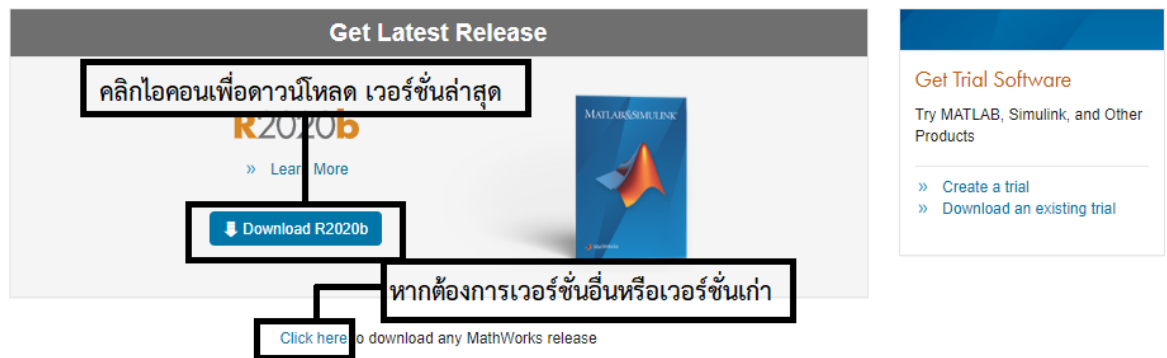 Get Latest Release
คลิกไอคอนเพื่อดาวน์โหลด เวอร์ชั่นล่าสุด
R2020b
» Learn More
Download R2020b
MATLAB&SIMULINK
MathWorks
หากต้องการเวอร์ชั่นอื่นหรือเวอร์ชั่นเก่า
Click here to download any MathWorks release
Get Trial Software
Try MATLAB, Simulink, and Other
Products
» Create a trial
» Download an existing trial